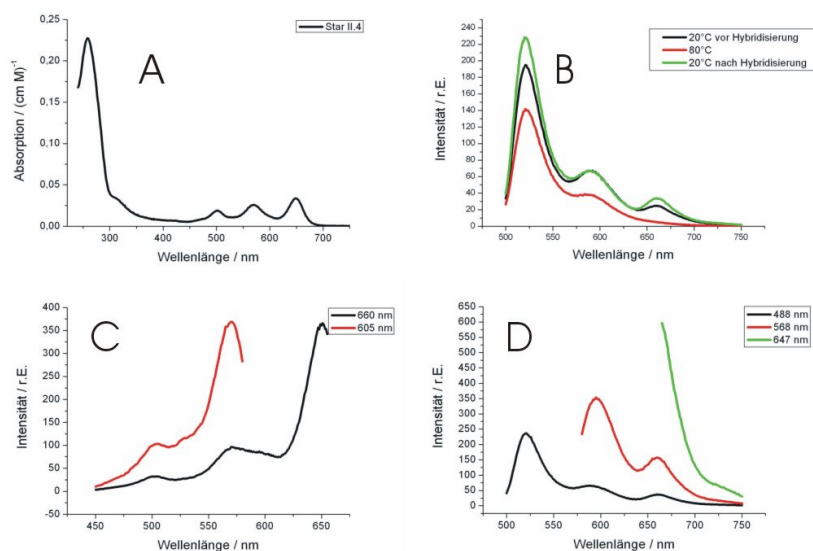 A
Star II.4
Absorption / (cm M)⁻¹
0,25
0,20
0,15
0,10
0,05
0,00
300 400 500 600 700
Wellenlänge / nm
B
20°C vor Hybridisierung
80°C
20°C nach Hybridisierung
Intensität / r.E.
240
220
200
180
160
140
120
100
80
60
40
20
0
500 550 600 650 700 750
Wellenlänge / nm
C
660 nm
605 nm
Intensität / r.E.
400
350
300
250
200
150
100
50
0
450 500 550 600 650
Wellenlänge / nm
D
488 nm
568 nm
647 nm
Intensität / r.E.
650
600
550
500
450
400
350
300
250
200
150
100
50
0
500 550 600 650 700 750
Wellenlänge / nm